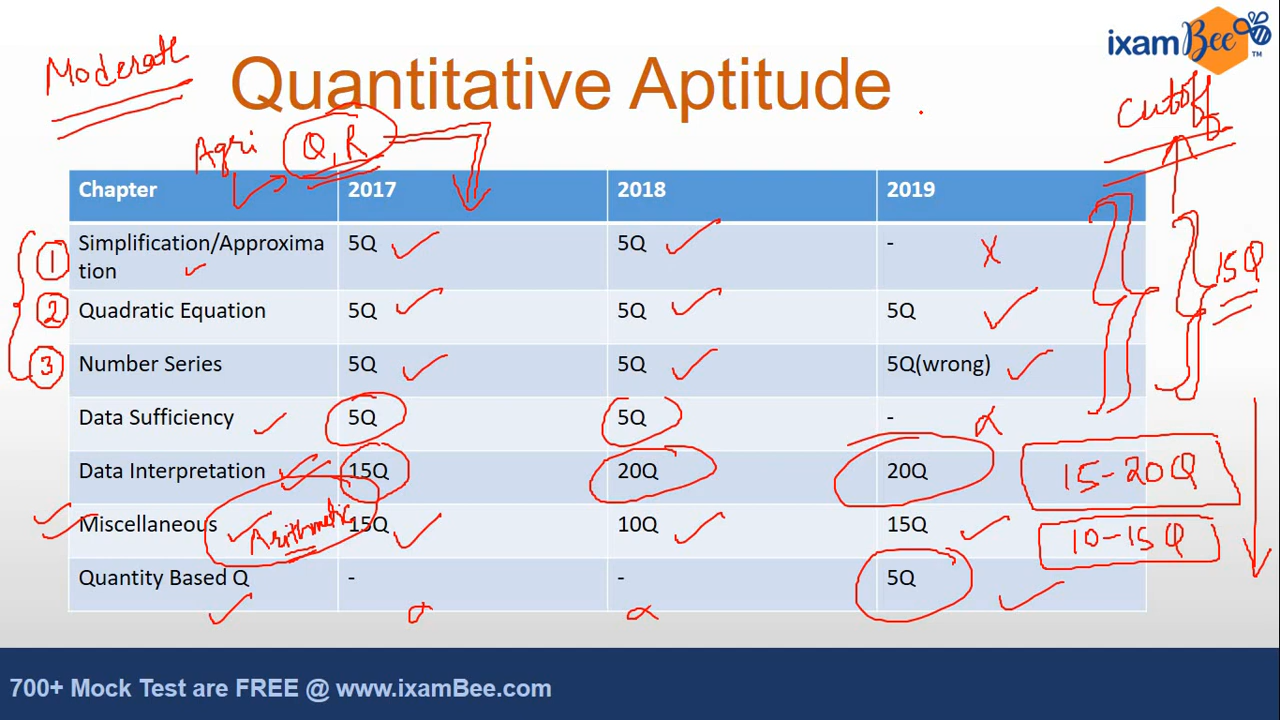 ixamBee
TM
Moderate
Quantitative Aptitude
Cutoff
Agri Q, R
Chapter 2017 2018 2019
1 Simplification/Approxima 5Q 5Q - x
tion
15Q
2 Quadratic Equation 5Q 5Q 5Q
3 Number Series 5Q 5Q 5Q(wrong)
Data Sufficiency 5Q 5Q - x
Data Interpretation 15Q 20Q 20Q 15-20Q
Miscellaneous Arithmetic 15Q 10Q 15Q 10-15Q
Quantity Based Q - - 5Q
700+ Mock Test are FREE @ www.ixamBee.com